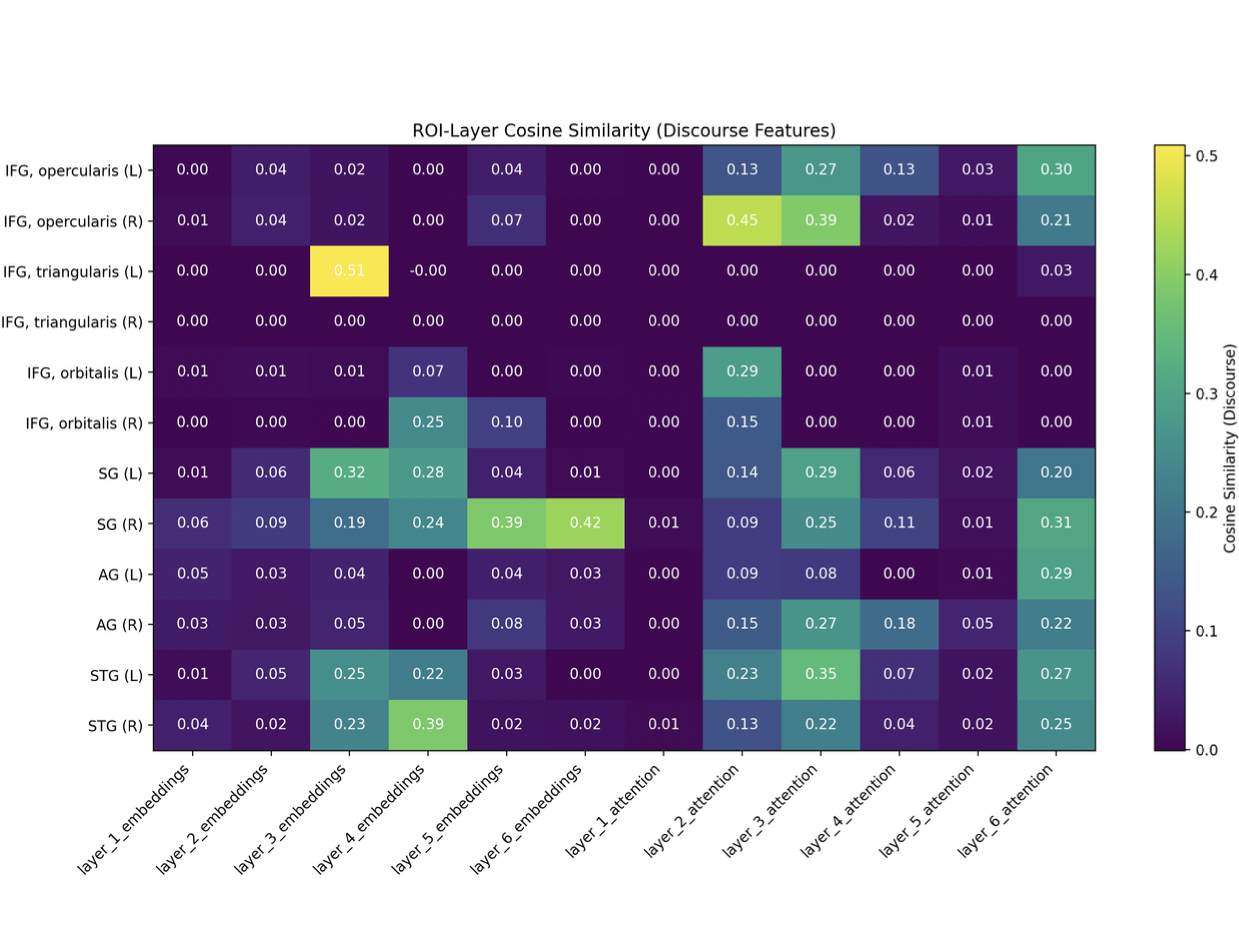 ROI-Layer Cosine Similarity (Discourse Features)
IFG, opercularis (L) 0.00 0.04 0.02 0.00 0.04 0.00 0.00 0.13 0.27 0.13 0.03 0.30
IFG, opercularis (R) 0.01 0.04 0.02 0.00 0.07 0.00 0.00 0.45 0.39 0.02 0.01 0.21
IFG, triangularis (L) 0.00 0.00 0.51 -0.00 0.00 0.00 0.00 0.00 0.00 0.00 0.00 0.03
IFG, triangularis (R) 0.00 0.00 0.00 0.00 0.00 0.00 0.00 0.00 0.00 0.00 0.00 0.00
IFG, orbitalis (L) 0.01 0.01 0.01 0.07 0.00 0.00 0.00 0.29 0.00 0.00 0.01 0.00
IFG, orbitalis (R) 0.00 0.00 0.00 0.25 0.10 0.00 0.00 0.15 0.00 0.00 0.01 0.00
SG (L) 0.01 0.06 0.32 0.28 0.04 0.01 0.00 0.14 0.29 0.06 0.02 0.20
SG (R) 0.06 0.09 0.19 0.24 0.39 0.42 0.01 0.09 0.25 0.11 0.01 0.31
AG (L) 0.05 0.03 0.04 0.00 0.04 0.03 0.00 0.09 0.08 0.00 0.01 0.29
AG (R) 0.03 0.03 0.05 0.00 0.08 0.03 0.00 0.15 0.27 0.18 0.05 0.22
STG (L) 0.01 0.05 0.25 0.22 0.03 0.00 0.00 0.23 0.35 0.07 0.02 0.27
STG (R) 0.04 0.02 0.23 0.39 0.02 0.02 0.01 0.13 0.22 0.04 0.02 0.25
layer_1_embeddings
layer_2_embeddings
layer_3_embeddings
layer_4_embeddings
layer_5_embeddings
layer_6_embeddings
layer_1_attention
layer_2_attention
layer_3_attention
layer_4_attention
layer_5_attention
layer_6_attention
0.5
0.4
0.3
0.2
0.1
0.0
Cosine Similarity (Discourse)